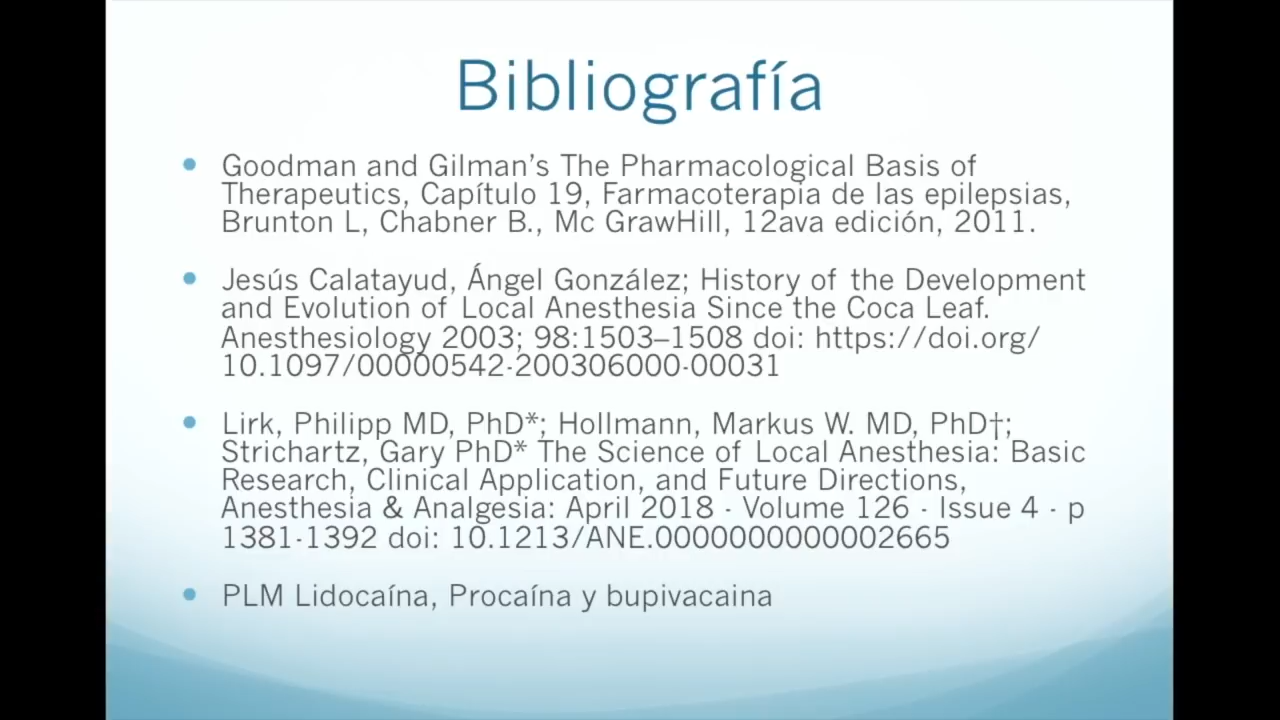 Bibliografía
• Goodman and Gilman’s The Pharmacological Basis of
Therapeutics, Capítulo 19, Farmacoterapia de las epilepsias,
Brunton L, Chabner B., Mc GrawHill, 12ava edición, 2011.
• Jesús Calatayud, Ángel González; History of the Development
and Evolution of Local Anesthesia Since the Coca Leaf.
Anesthesiology 2003; 98:1503–1508 doi: https://doi.org/
10.1097/00000542-200306000-00031
• Lirk, Philipp MD, PhD*; Hollmann, Markus W. MD, PhD†;
Strichartz, Gary PhD* The Science of Local Anesthesia: Basic
Research, Clinical Application, and Future Directions,
Anesthesia & Analgesia: April 2018 - Volume 126 - Issue 4 - p
1381-1392 doi: 10.1213/ANE.0000000000002665
• PLM Lidocaína, Procaína y bupivacaina